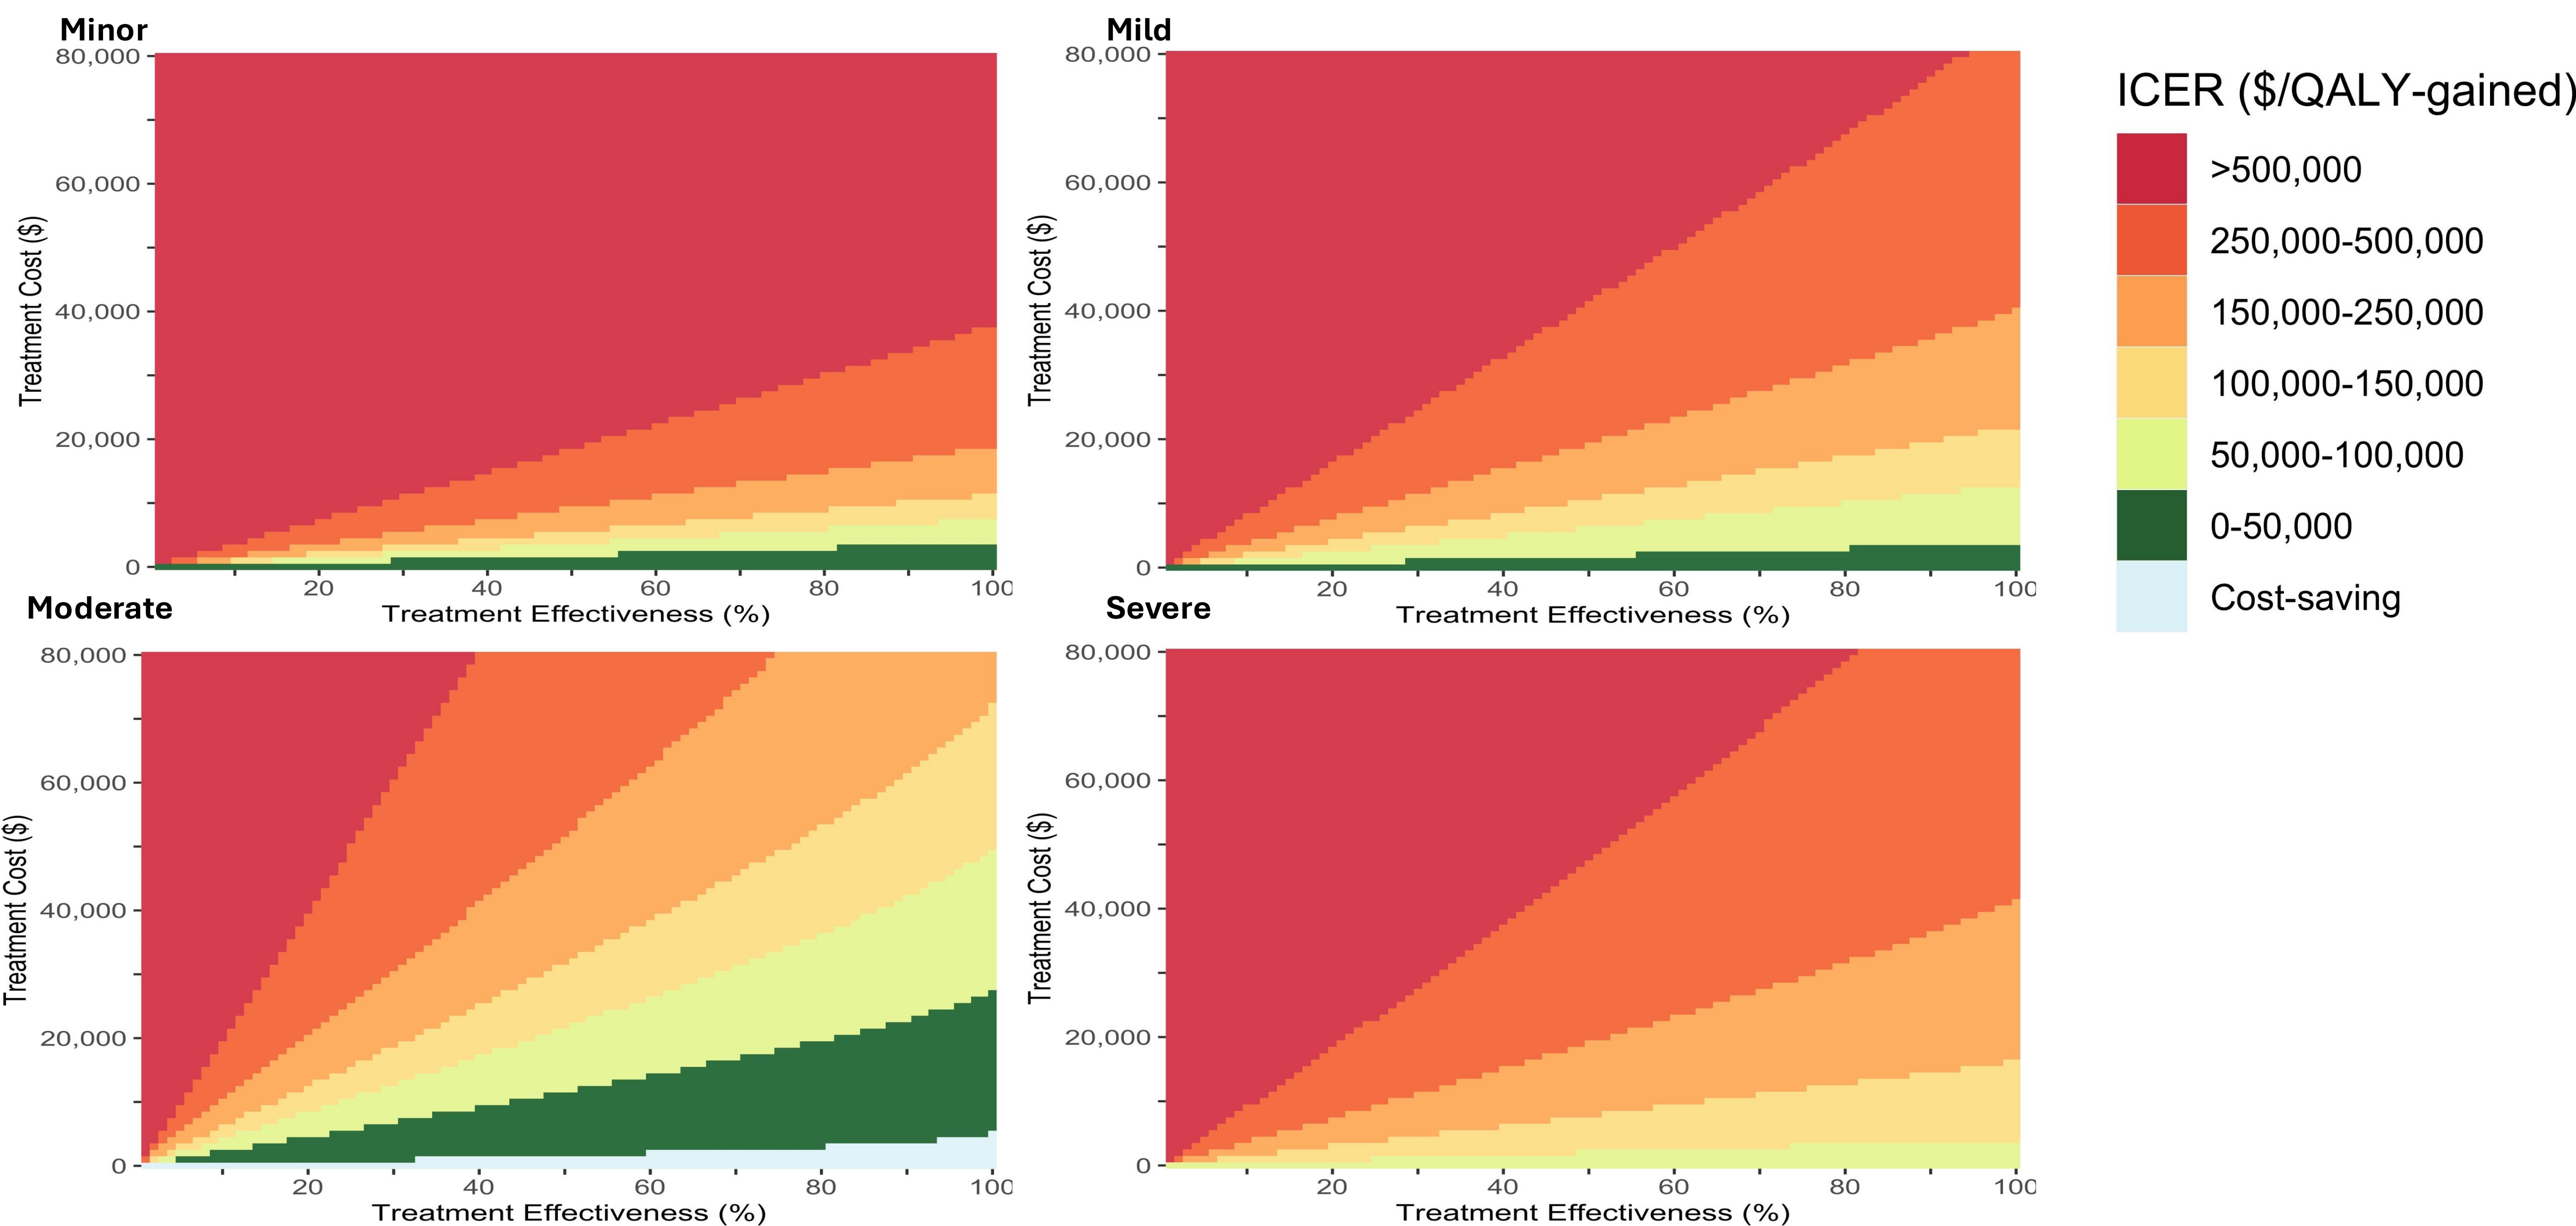 Minor
80,000
60,000
40,000
20,000
0
Treatment Cost ($)
20 40 60 80 100
Treatment Effectiveness (%)
Mild
80,000
60,000
40,000
20,000
0
Treatment Cost ($)
20 40 60 80 100
Treatment Effectiveness (%)
ICER ($/QALY-gained)
>500,000
250,000-500,000
150,000-250,000
100,000-150,000
50,000-100,000
0-50,000
Cost-saving
Moderate
80,000
60,000
40,000
20,000
0
Treatment Cost ($)
20 40 60 80 100
Treatment Effectiveness (%)
Severe
80,000
60,000
40,000
20,000
0
Treatment Cost ($)
20 40 60 80 100
Treatment Effectiveness (%)